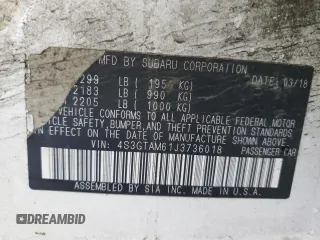 MFD BY SUBARU CORPORATION
DATE: 03/18
299 LB ( 195 KG)
2183 LB ( 990 KG)
2205 LB ( 1000 KG)
VEHICLE CONFORMS TO ALL APPLICABLE FEDERAL MOTOR
VEHICLE SAFETY, BUMPER, AND THEFT PREVENTION
STANDARDS IN EFFECT ON THE DATE OF MANUFACTURE SHOWN ABOVE.
VIN: 4S3GTAM61J3736018 PASSENGER CAR
ASSEMBLED BY SIA INC. MADE IN U.S.A.
DREAMBID